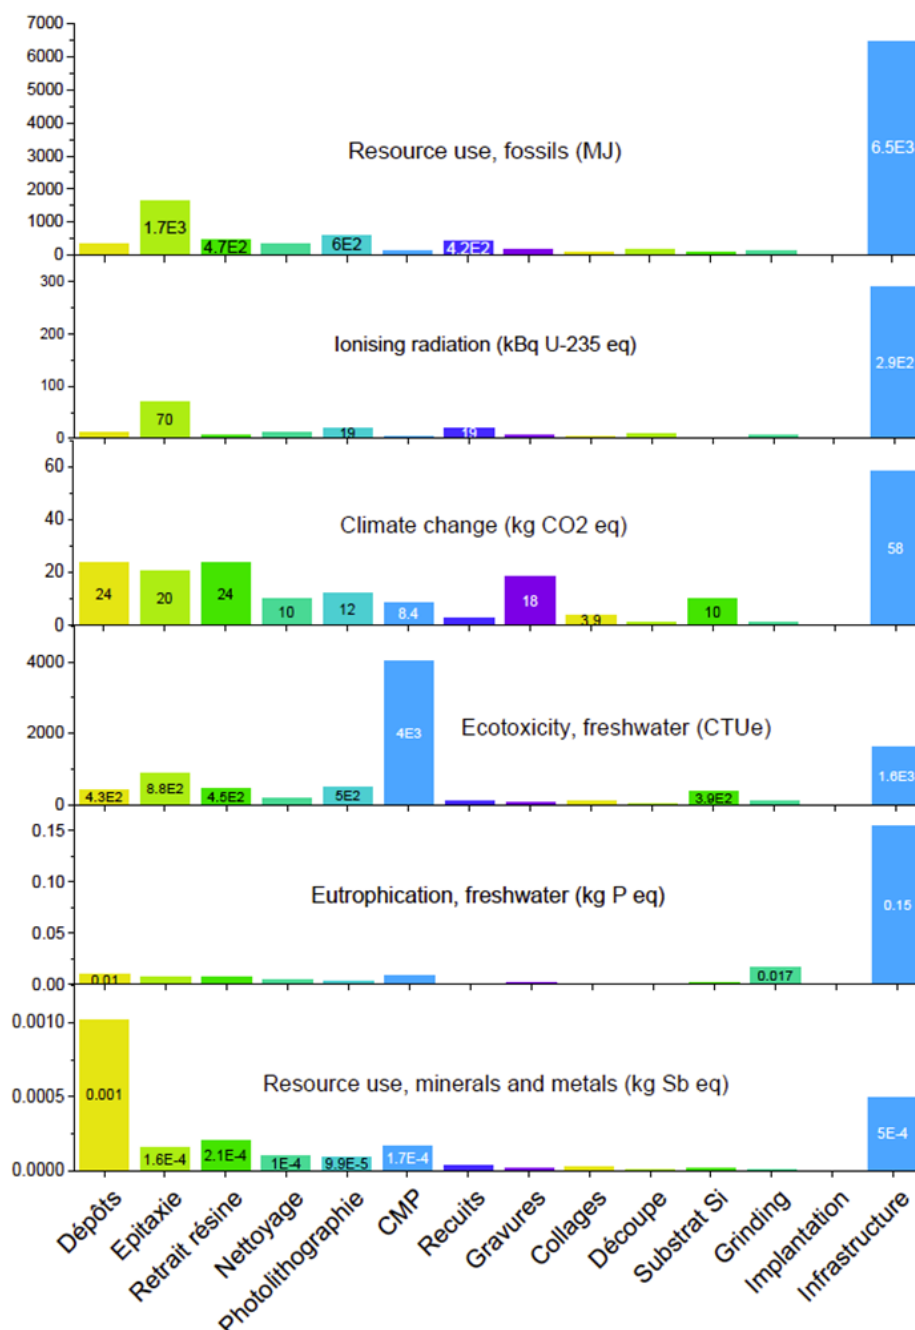 7000
6000
5000
4000
3000
2000
1000
0
Resource use, fossils (MJ)
1.7E3
4.7E2
6E2
4.2E2
6.5E3
300
200
100
0
Ionising radiation (kBq U-235 eq)
70
19
19
2.9E2
60
40
20
0
Climate change (kg CO2 eq)
24
20
24
10
12
8.4
18
3.9
10
58
4000
2000
0
Ecotoxicity, freshwater (CTUe)
4.3E2
8.8E2
4.5E2
5E2
4E3
3.9E2
1.6E3
0.15
0.10
0.05
0.00
Eutrophication, freshwater (kg P eq)
0.01
0.017
0.15
0.0010
0.0005
0.0000
Resource use, minerals and metals (kg Sb eq)
0.001
1.6E-4
2.1E-4
1E-4
9.9E-5
1.7E-4
5E-4
Dépôts
Epitaxie
Retrait résine
Nettoyage
Photolithographie
CMP
Recuits
Gravures
Collages
Découpe
Substrat Si
Grinding
Implantation
Infrastructure